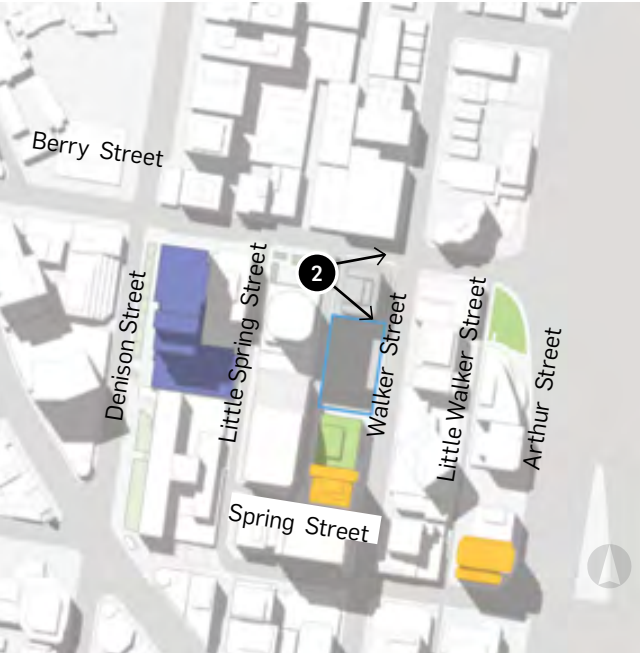 Berry Street
2
Denison Street
Little Spring Street
Walker Street
Little Walker Street
Arthur Street
Spring Street